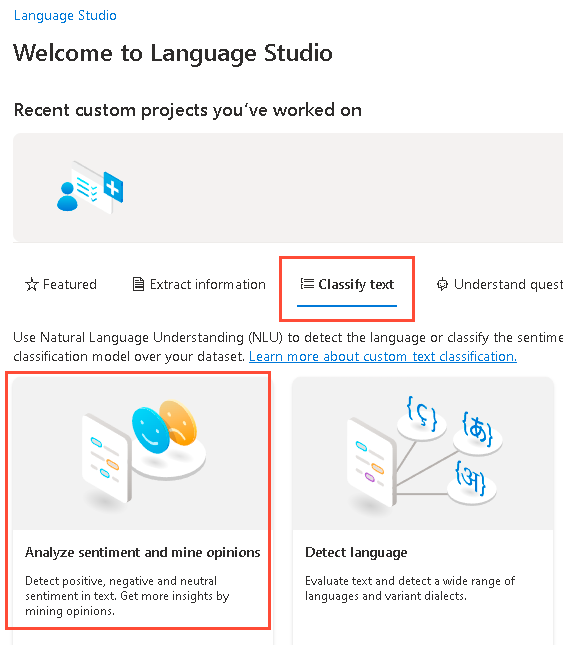 Language Studio
Welcome to Language Studio
Recent custom projects you've worked on
Featured
Extract information
Classify text
Understand quest
Use Natural Language Understanding (NLU) to detect the language or classify the sentime
classification model over your dataset. Learn more about custom text classification.
{ç}
{あ}
{अ}
Analyze sentiment and mine opinions
Detect positive, negative and neutral
sentiment in text. Get more insights by
mining opinions.
Detect language
Evaluate text and detect a wide range of
languages and variant dialects.